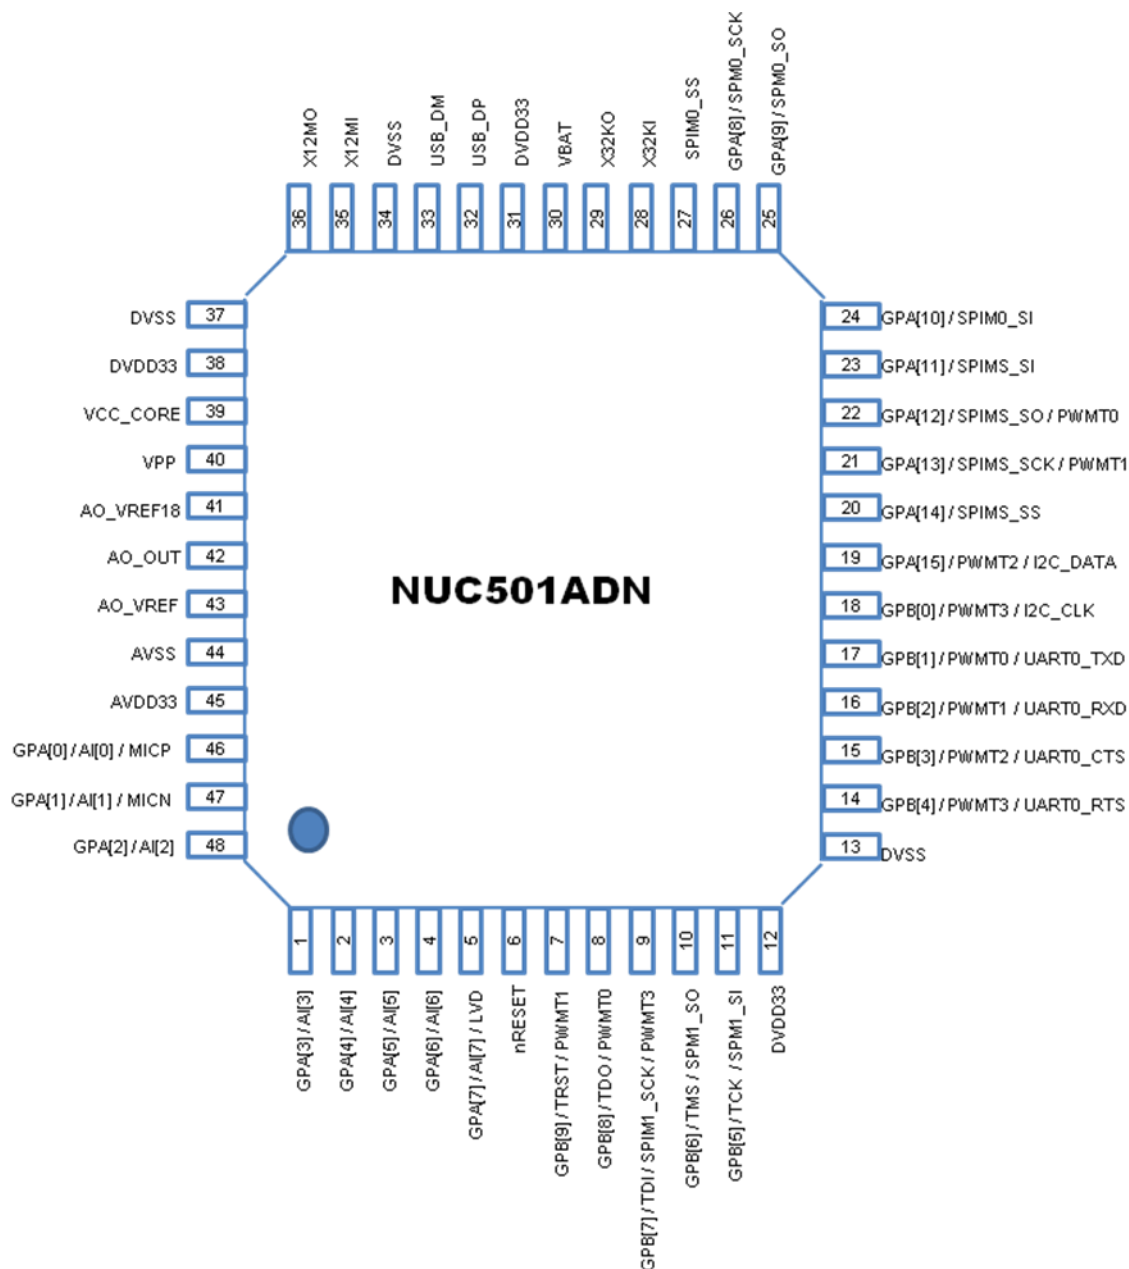 X12MO
X12MI
DVSS
USB_DM
USB_DP
DVDD33
VBAT
X32KO
X32KI
SPIM0_SS
GPA[8] / SPM0_SCK
GPA[9] / SPM0_SO
36
35
34
33
32
31
30
29
28
27
26
25
DVSS 37
DVDD33 38
VCC_CORE 39
VPP 40
AO_VREF18 41
AO_OUT 42
AO_VREF 43
AVSS 44
AVDD33 45
GPA[0] / AI[0] / MICP 46
GPA[1] / AI[1] / MICN 47
GPA[2] / AI[2] 48
NUC501ADN
24 GPA[10] / SPIM0_SI
23 GPA[11] / SPIMS_SI
22 GPA[12] / SPIMS_SO / PWMT0
21 GPA[13] / SPIMS_SCK / PWMT1
20 GPA[14] / SPIMS_SS
19 GPA[15] / PWMT2 / I2C_DATA
18 GPB[0] / PWMT3 / I2C_CLK
17 GPB[1] / PWMT0 / UART0_TXD
16 GPB[2] / PWMT1 / UART0_RXD
15 GPB[3] / PWMT2 / UART0_CTS
14 GPB[4] / PWMT3 / UART0_RTS
13 DVSS
1
2
3
4
5
6
7
8
9
10
11
12
GPA[3] / AI[3]
GPA[4] / AI[4]
GPA[5] / AI[5]
GPA[6] / AI[6]
GPA[7] / AI[7] / LVD
nRESET
GPB[9] / TRST / PWMT1
GPB[8] / TDO / PWMT0
GPB[7] / TDI / SPIM1_SCK / PWMT3
GPB[6] / TMS / SPM1_SO
GPB[5] / TCK / SPM1_SI
DVDD33